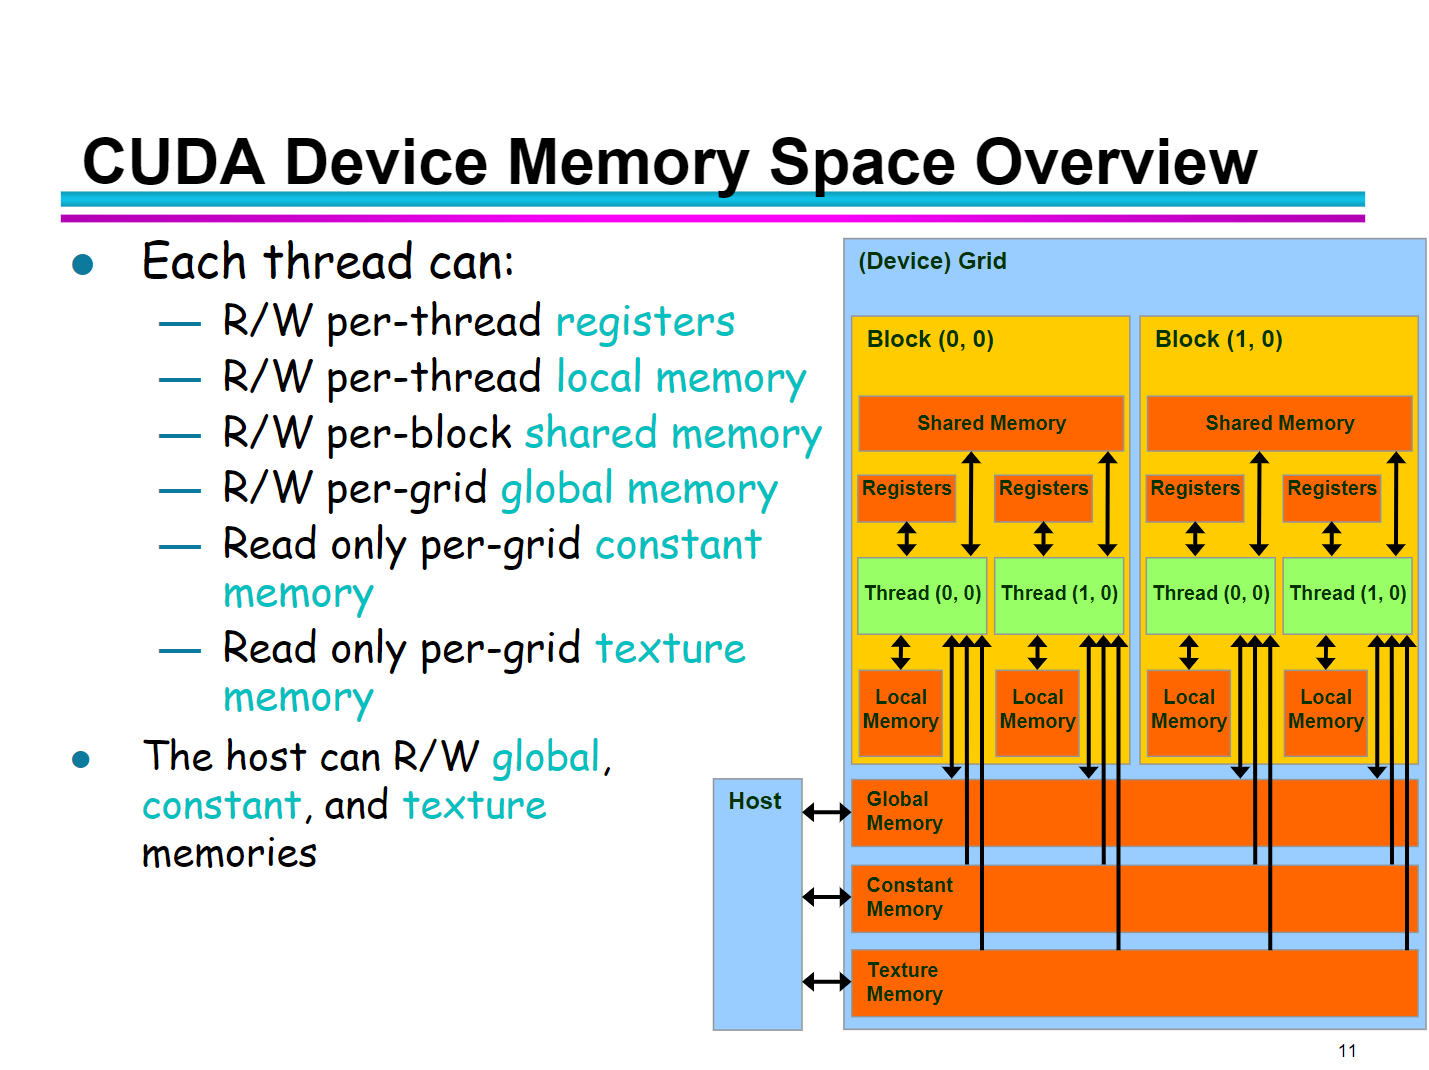 CUDA Device Memory Space Overview
Each thread can:
— R/W per-thread registers
— R/W per-thread local memory
— R/W per-block shared memory
— R/W per-grid global memory
— Read only per-grid constant
memory
— Read only per-grid texture
memory
The host can R/W global,
constant, and texture
memories
(Device) Grid
Block (0, 0)
Block (1, 0)
Shared Memory
Shared Memory
Registers
Registers
Registers
Registers
Thread (0, 0)
Thread (1, 0)
Thread (0, 0)
Thread (1, 0)
Local
Memory
Local
Memory
Local
Memory
Local
Memory
Host
Global
Memory
Constant
Memory
Texture
Memory
11